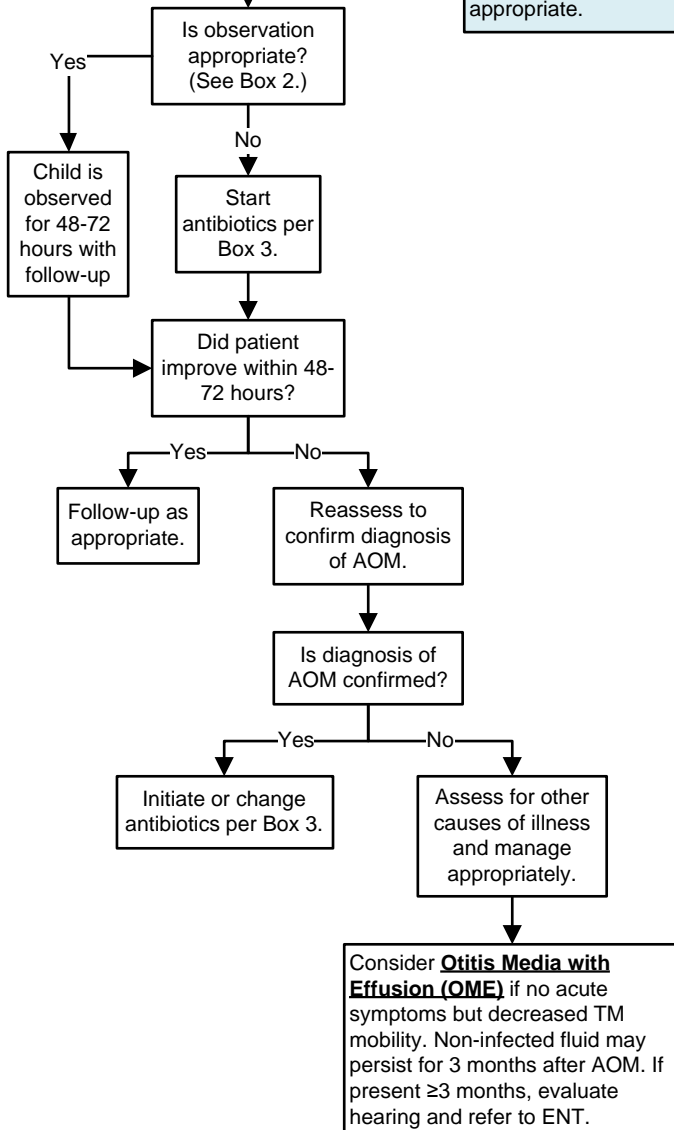 appropriate.
Is observation
appropriate?
(See Box 2.)
Yes
No
Child is
observed
for 48-72
hours with
follow-up
Start
antibiotics per
Box 3.
Did patient
improve within 48-
72 hours?
Yes
No
Follow-up as
appropriate.
Reassess to
confirm diagnosis
of AOM.
Is diagnosis of
AOM confirmed?
Yes
No
Initiate or change
antibiotics per Box 3.
Assess for other
causes of illness
and manage
appropriately.
Consider Otitis Media with
Effusion (OME) if no acute
symptoms but decreased TM
mobility. Non-infected fluid may
persist for 3 months after AOM. If
present ≥3 months, evaluate
hearing and refer to ENT.